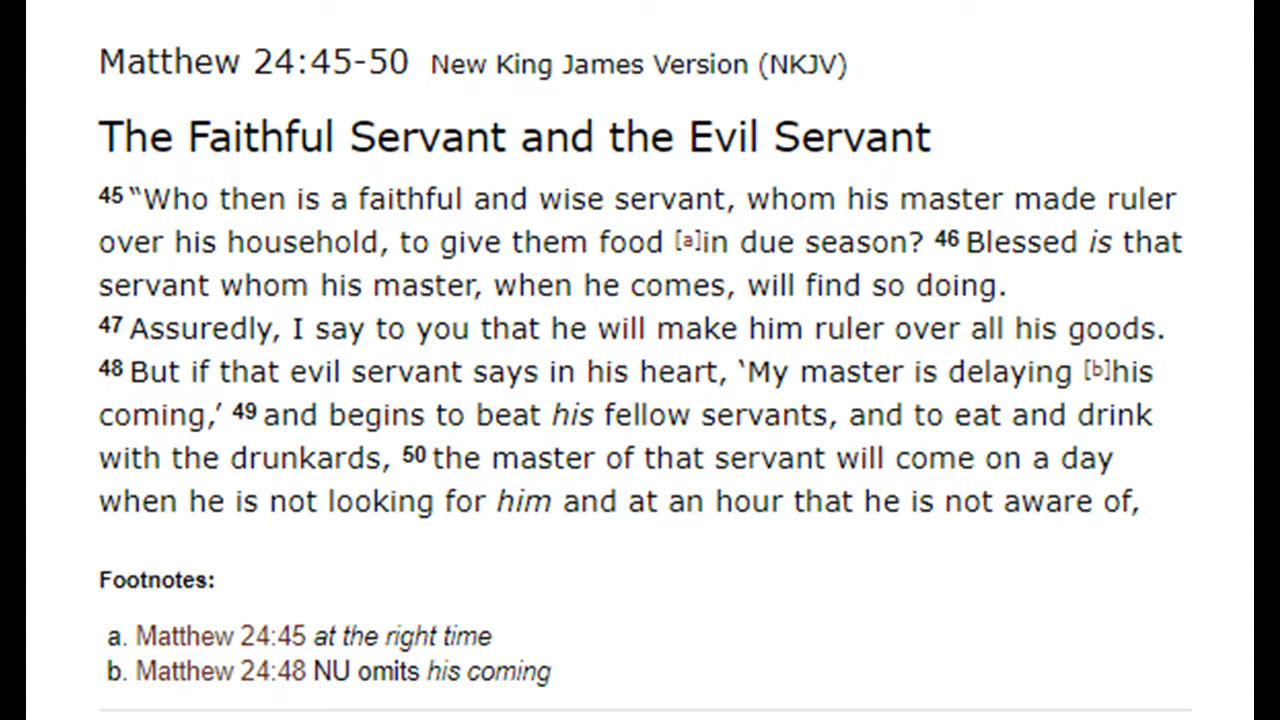 Matthew 24:45-50 New King James Version (NKJV)
The Faithful Servant and the Evil Servant
45 “Who then is a faithful and wise servant, whom his master made ruler
over his household, to give them food [a]in due season? 46 Blessed is that
servant whom his master, when he comes, will find so doing.
47 Assuredly, I say to you that he will make him ruler over all his goods.
48 But if that evil servant says in his heart, ‘My master is delaying [b]his
coming,’ 49 and begins to beat his fellow servants, and to eat and drink
with the drunkards, 50 the master of that servant will come on a day
when he is not looking for him and at an hour that he is not aware of,
Footnotes:
a. Matthew 24:45 at the right time
b. Matthew 24:48 NU omits his coming